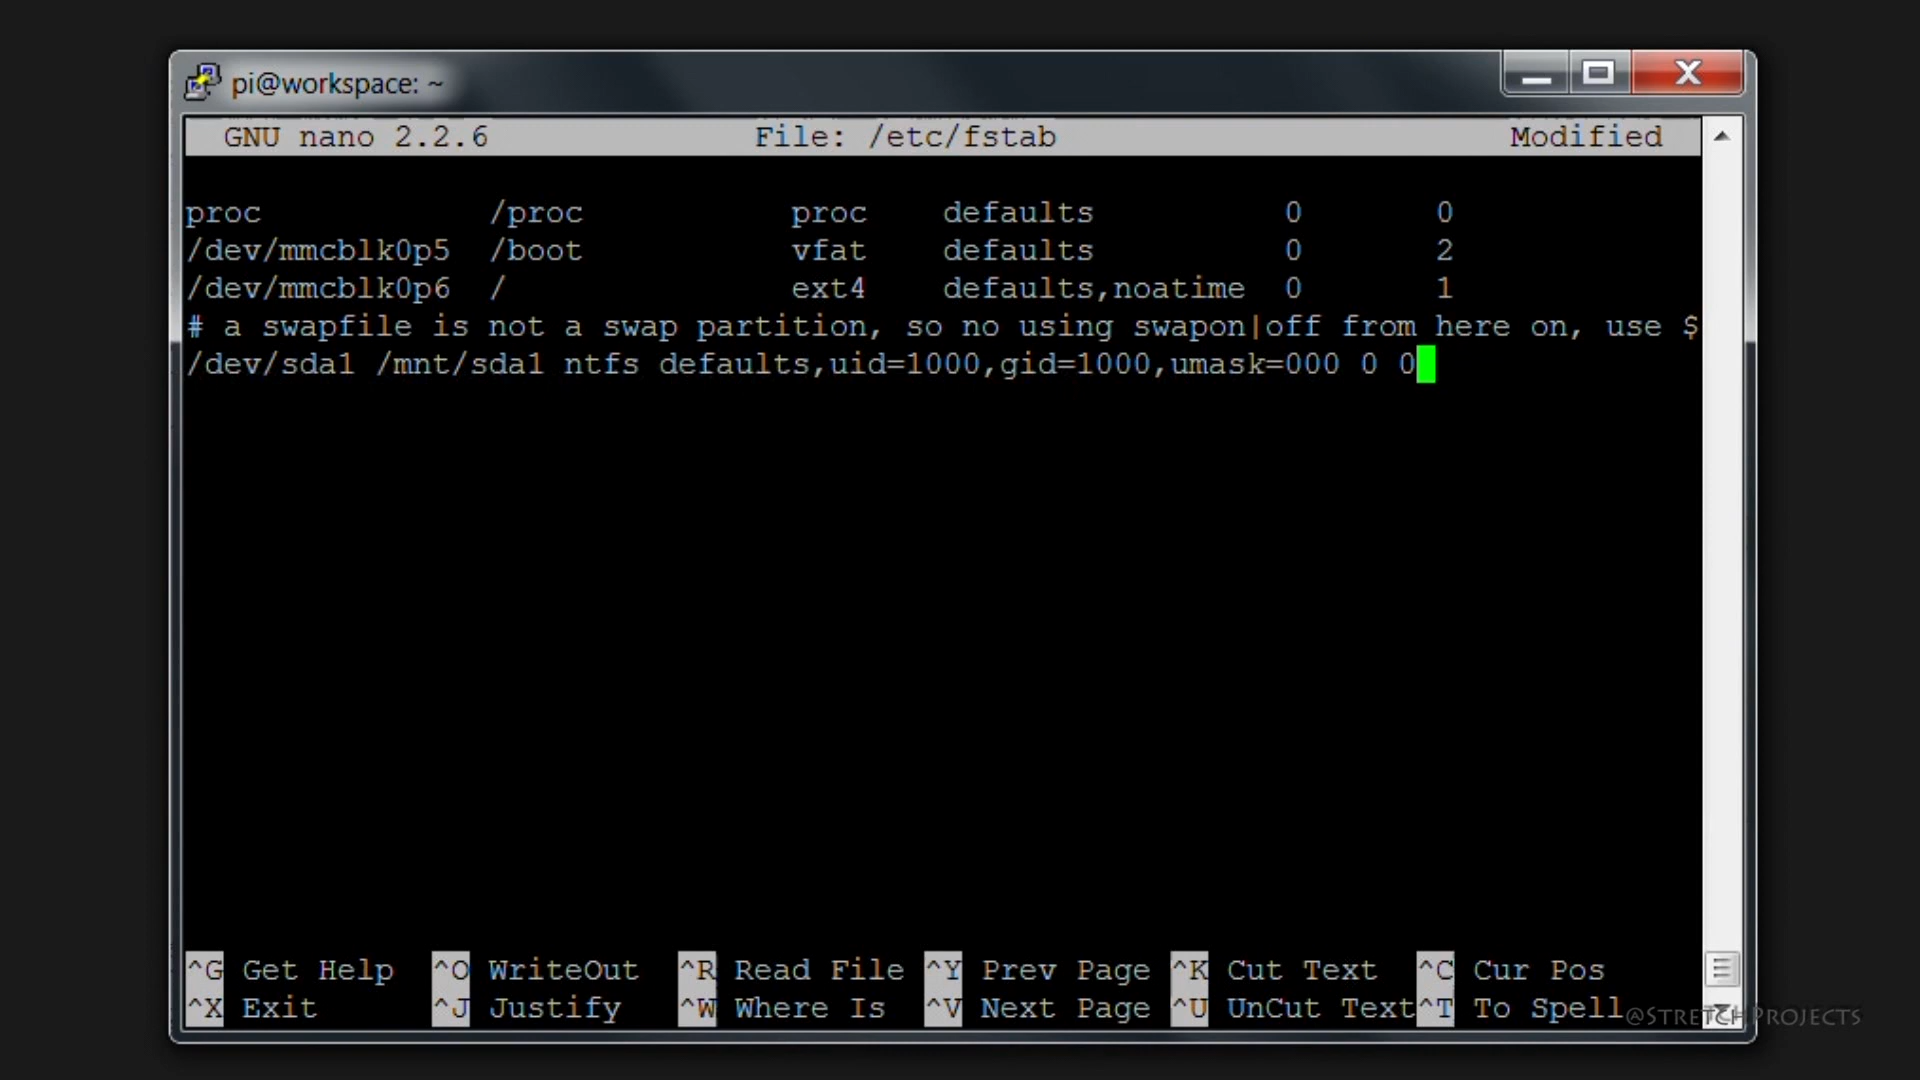 pi@workspace: ~
GNU nano 2.2.6 File: /etc/fstab Modified
proc /proc proc defaults 0 0
/dev/mmcblk0p5 /boot vfat defaults 0 2
/dev/mmcblk0p6 / ext4 defaults,noatime 0 1
# a swapfile is not a swap partition, so no using swapon|off from here on, use $
/dev/sda1 /mnt/sda1 ntfs defaults,uid=1000,gid=1000,umask=000 0 0
^G Get Help ^O WriteOut ^R Read File ^Y Prev Page ^K Cut Text ^C Cur Pos
^X Exit ^J Justify ^W Where Is ^V Next Page ^U UnCut Text ^T To Spell
@StretchProjects